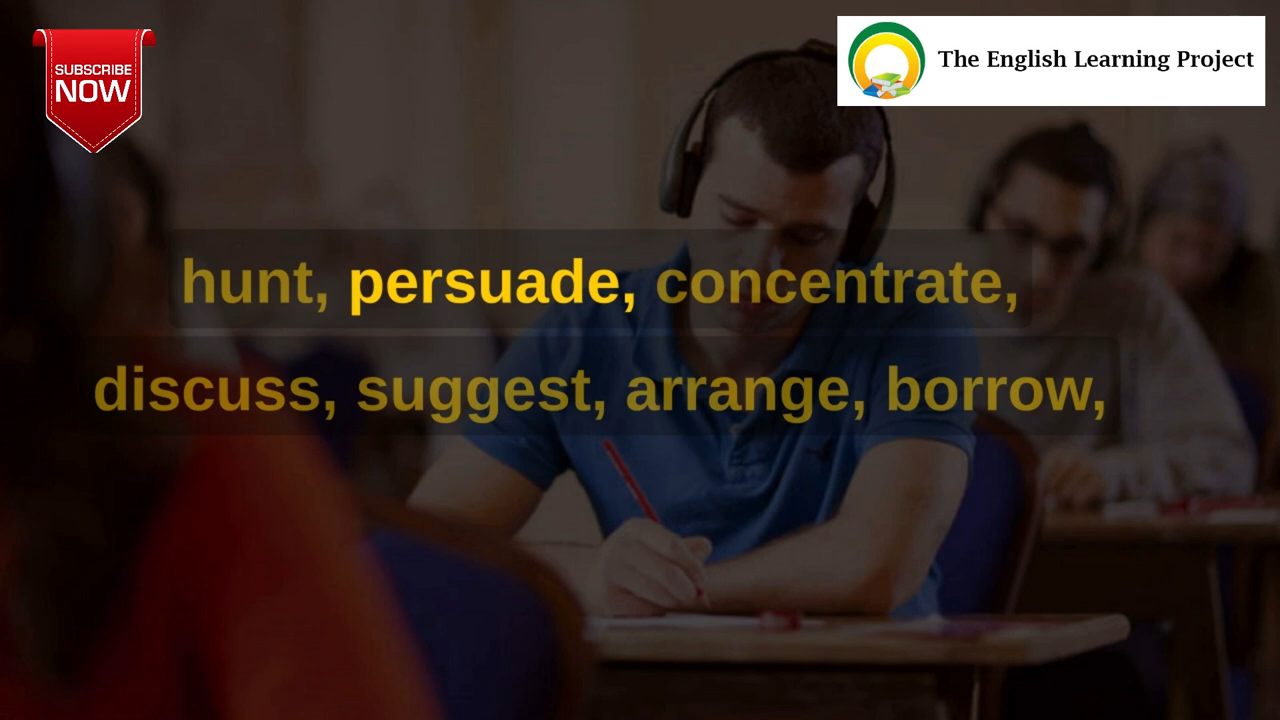 SUBSCRIBE
NOW
The English Learning Project
hunt, persuade, concentrate,
discuss, suggest, arrange, borrow,